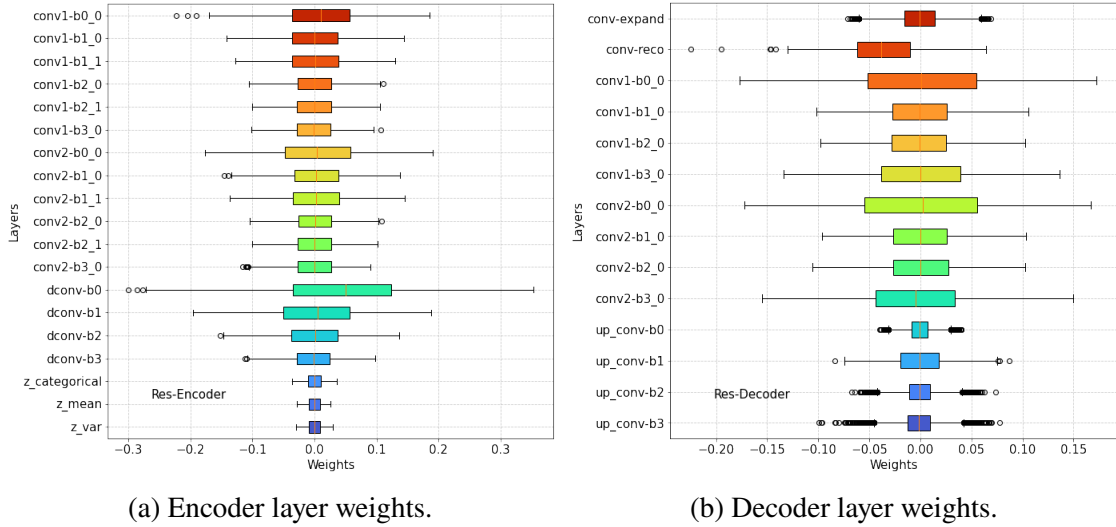 conv1-b0_0
conv1-b1_0
conv1-b1_1
conv1-b2_0
conv1-b2_1
conv1-b3_0
conv2-b0_0
conv2-b1_0
conv2-b1_1
conv2-b2_0
conv2-b2_1
conv2-b3_0
dconv-b0
dconv-b1
dconv-b2
dconv-b3
z_categorical
z_mean
z_var
Layers
Res-Encoder
−0.3 −0.2 −0.1 0.0 0.1 0.2 0.3
Weights
(a) Encoder layer weights.
conv-expand
conv-reco
conv1-b0_0
conv1-b1_0
conv1-b2_0
conv1-b3_0
conv2-b0_0
conv2-b1_0
conv2-b2_0
conv2-b3_0
up_conv-b0
up_conv-b1
up_conv-b2
up_conv-b3
Layers
Res-Decoder
−0.20 −0.15 −0.10 −0.05 0.00 0.05 0.10 0.15
Weights
(b) Decoder layer weights.